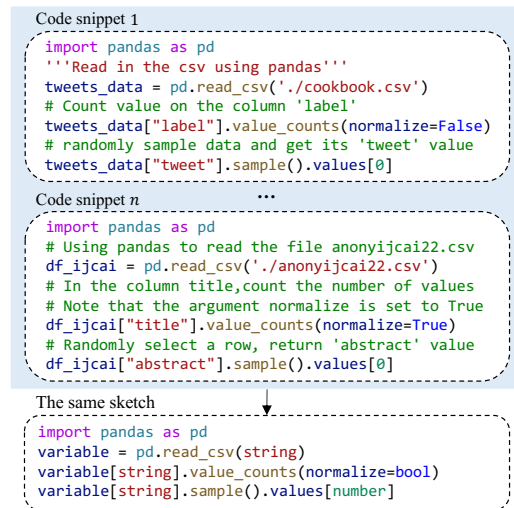 Code snippet 1
import pandas as pd
'''Read in the csv using pandas'''
tweets_data = pd.read_csv('./cookbook.csv')
# Count value on the column 'label'
tweets_data["label"].value_counts(normalize=False)
# randomly sample data and get its 'tweet' value
tweets_data["tweet"].sample().values[0]
...
Code snippet n
import pandas as pd
# Using pandas to read the file anonyijcai22.csv
df_ijcai = pd.read_csv('./anonyijcai22.csv')
# In the column title,count the number of values
# Note that the argument normalize is set to True
df_ijcai["title"].value_counts(normalize=True)
# Randomly select a row, return 'abstract' value
df_ijcai["abstract"].sample().values[0]
The same sketch
import pandas as pd
variable = pd.read_csv(string)
variable[string].value_counts(normalize=bool)
variable[string].sample().values[number]